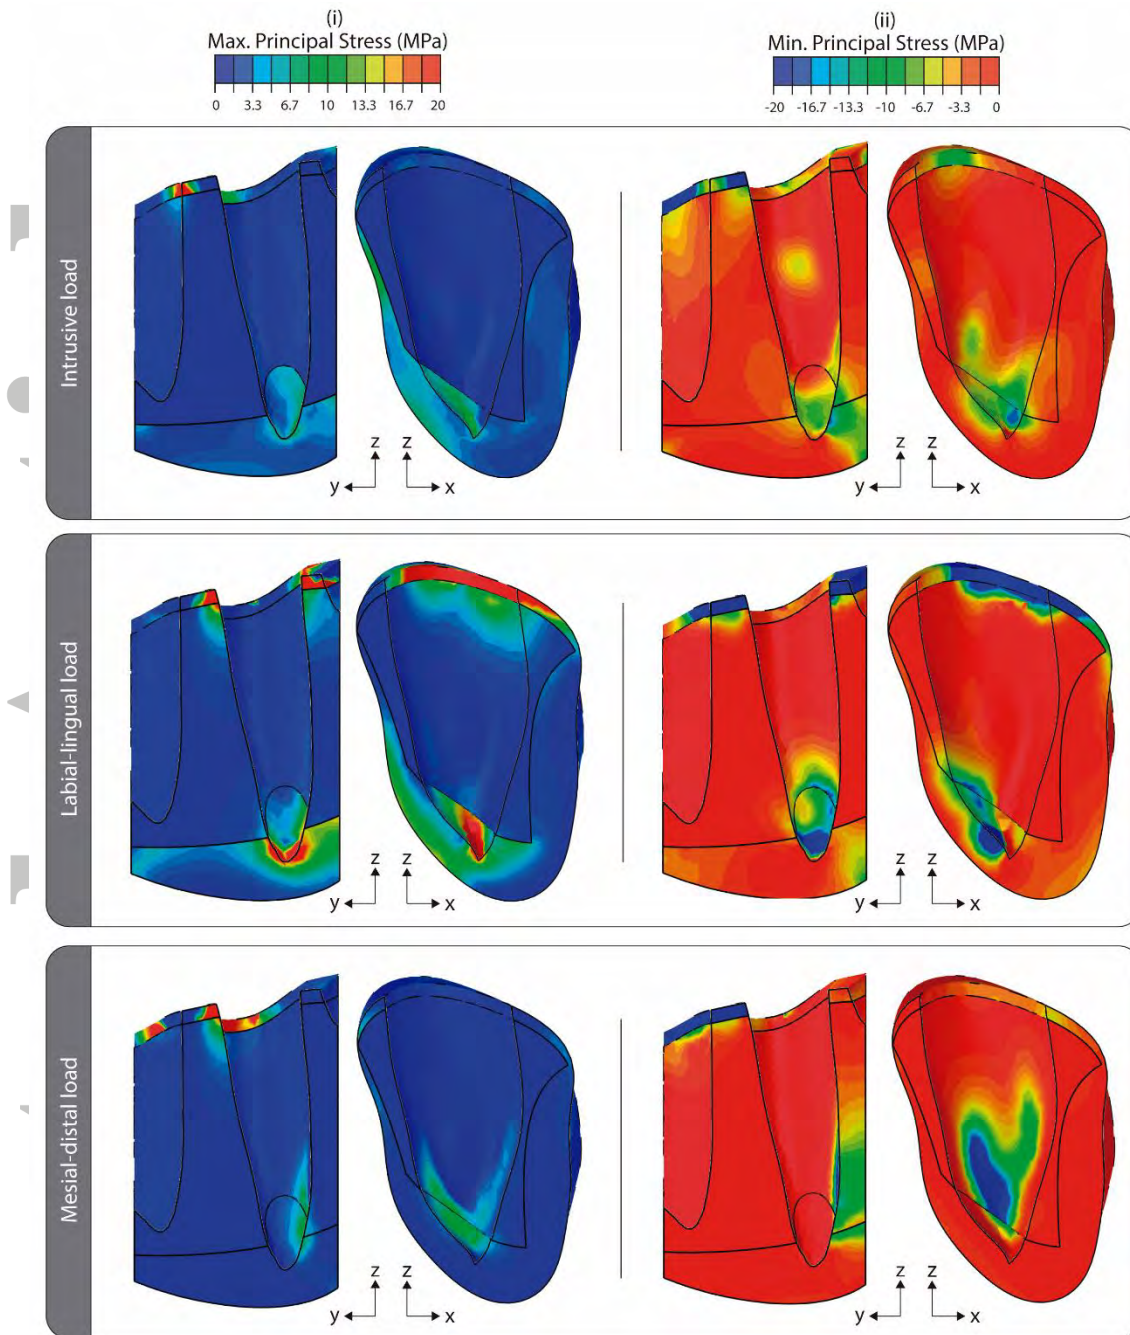 (i)
Max. Principal Stress (MPa)
0 3.3 6.7 10 13.3 16.7 20
(ii)
Min. Principal Stress (MPa)
-20 -16.7 -13.3 -10 -6.7 -3.3 0
Intrusive load
z z
y x
z z
y x
Labial-lingual load
z z
y x
z z
y x
Mesial-distal load
z z
y x
z z
y x